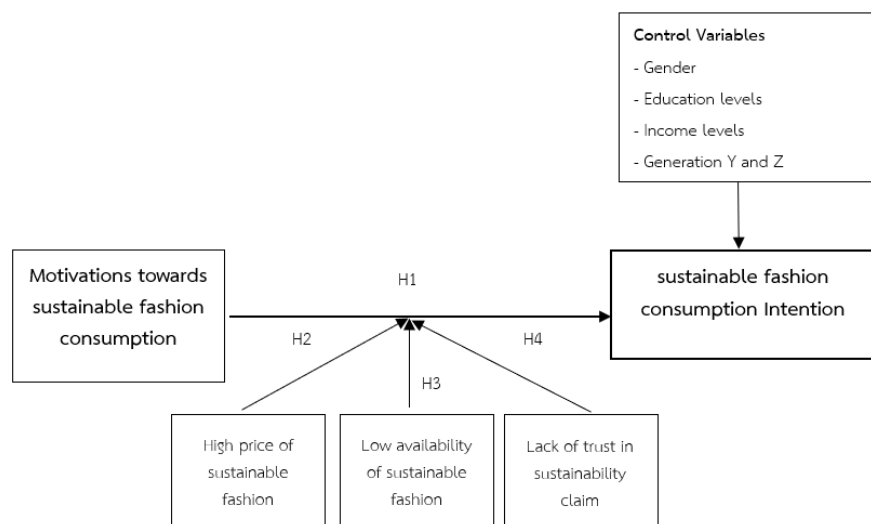 Control Variables
- Gender
- Education levels
- Income levels
- Generation Y and Z
Motivations towards
sustainable fashion
consumption
H1
sustainable fashion
consumption Intention
H2
H4
H3
High price of
sustainable
fashion
Low availability
of sustainable
fashion
Lack of trust in
sustainability
claim